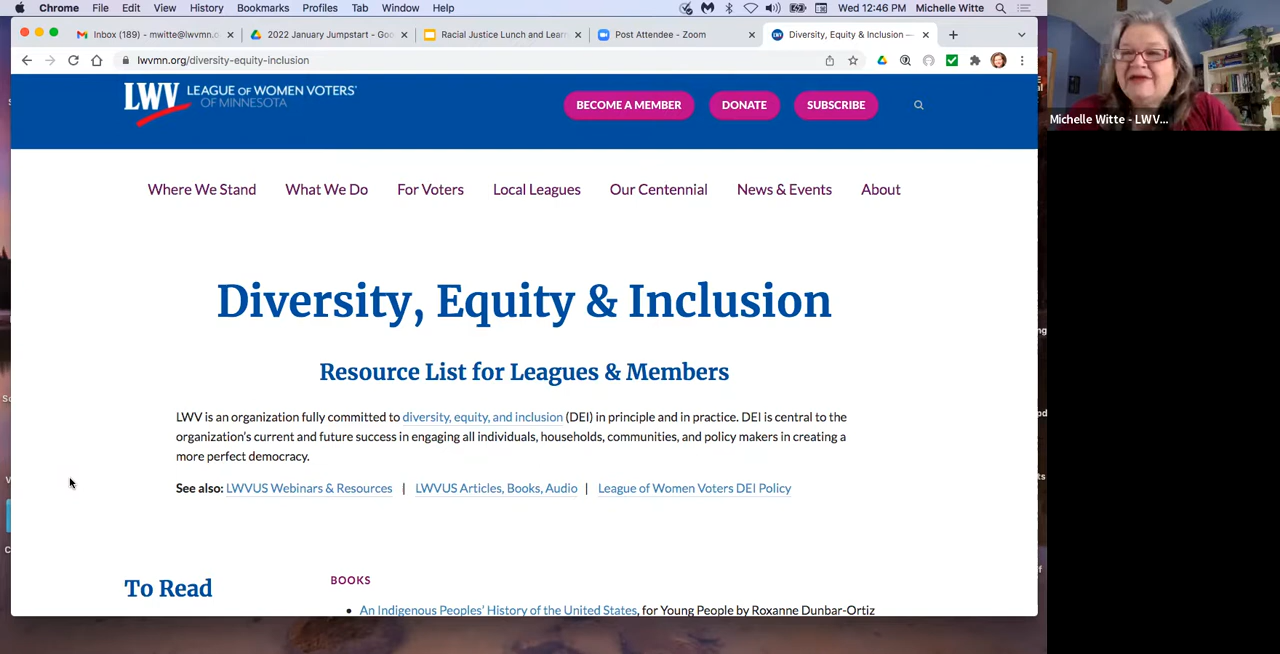 Chrome File Edit View History Bookmarks Profiles Tab Window Help Wed 12:46 PM Michelle Witte
Inbox (189) - mwitte@lwvmn.o
2022 January Jumpstart - Goo
Racial Justice Lunch and Learn
Post Attendee - Zoom
Diversity, Equity & Inclusion —
lwvmn.org/diversity-equity-inclusion
LWV LEAGUE OF WOMEN VOTERS®
OF MINNESOTA
BECOME A MEMBER DONATE SUBSCRIBE
Michelle Witte - LWV...
Where We Stand What We Do For Voters Local Leagues Our Centennial News & Events About
Diversity, Equity & Inclusion
Resource List for Leagues & Members
LWV is an organization fully committed to diversity, equity, and inclusion (DEI) in principle and in practice. DEI is central to the
organization's current and future success in engaging all individuals, households, communities, and policy makers in creating a
more perfect democracy.
See also: LWVUS Webinars & Resources | LWVUS Articles, Books, Audio | League of Women Voters DEI Policy
To Read
BOOKS
• An Indigenous Peoples' History of the United States, for Young People by Roxanne Dunbar-Ortiz